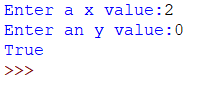 Enter a x value:2
Enter an y value:0
True
>>>